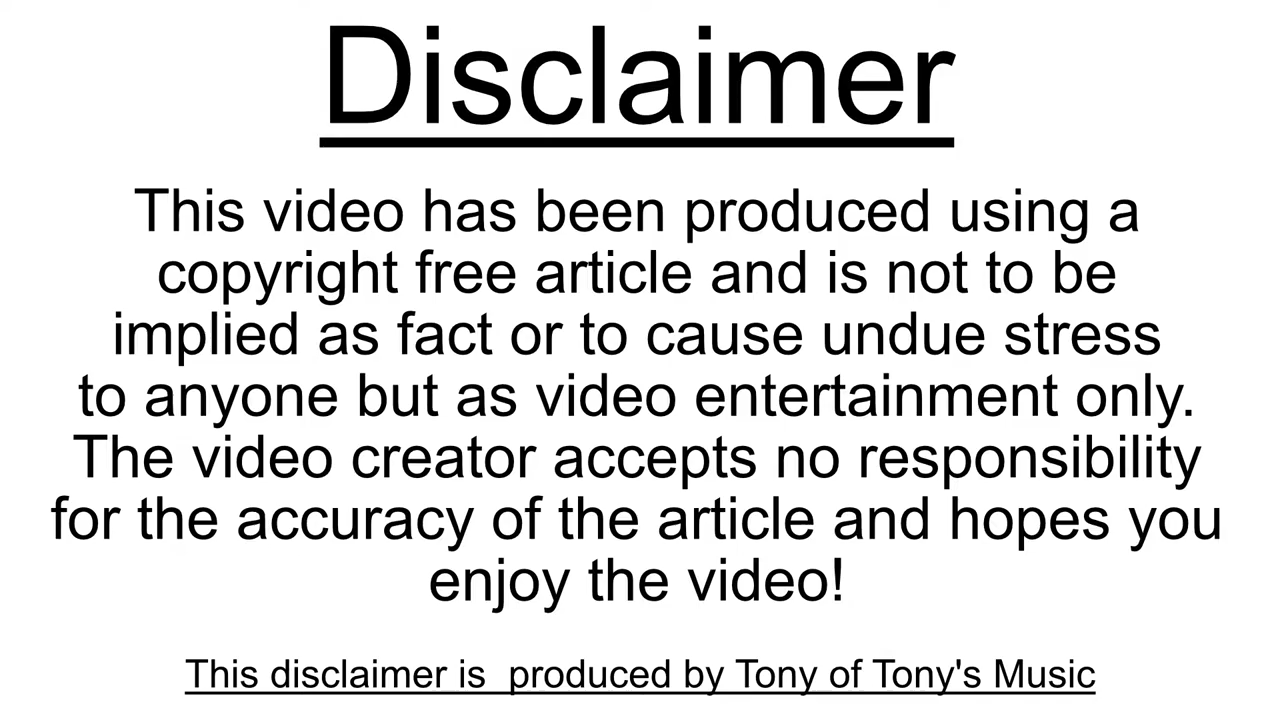 Disclaimer
This video has been produced using a
copyright free article and is not to be
implied as fact or to cause undue stress
to anyone but as video entertainment only.
The video creator accepts no responsibility
for the accuracy of the article and hopes you
enjoy the video!
This disclaimer is  produced by Tony of Tony's Music